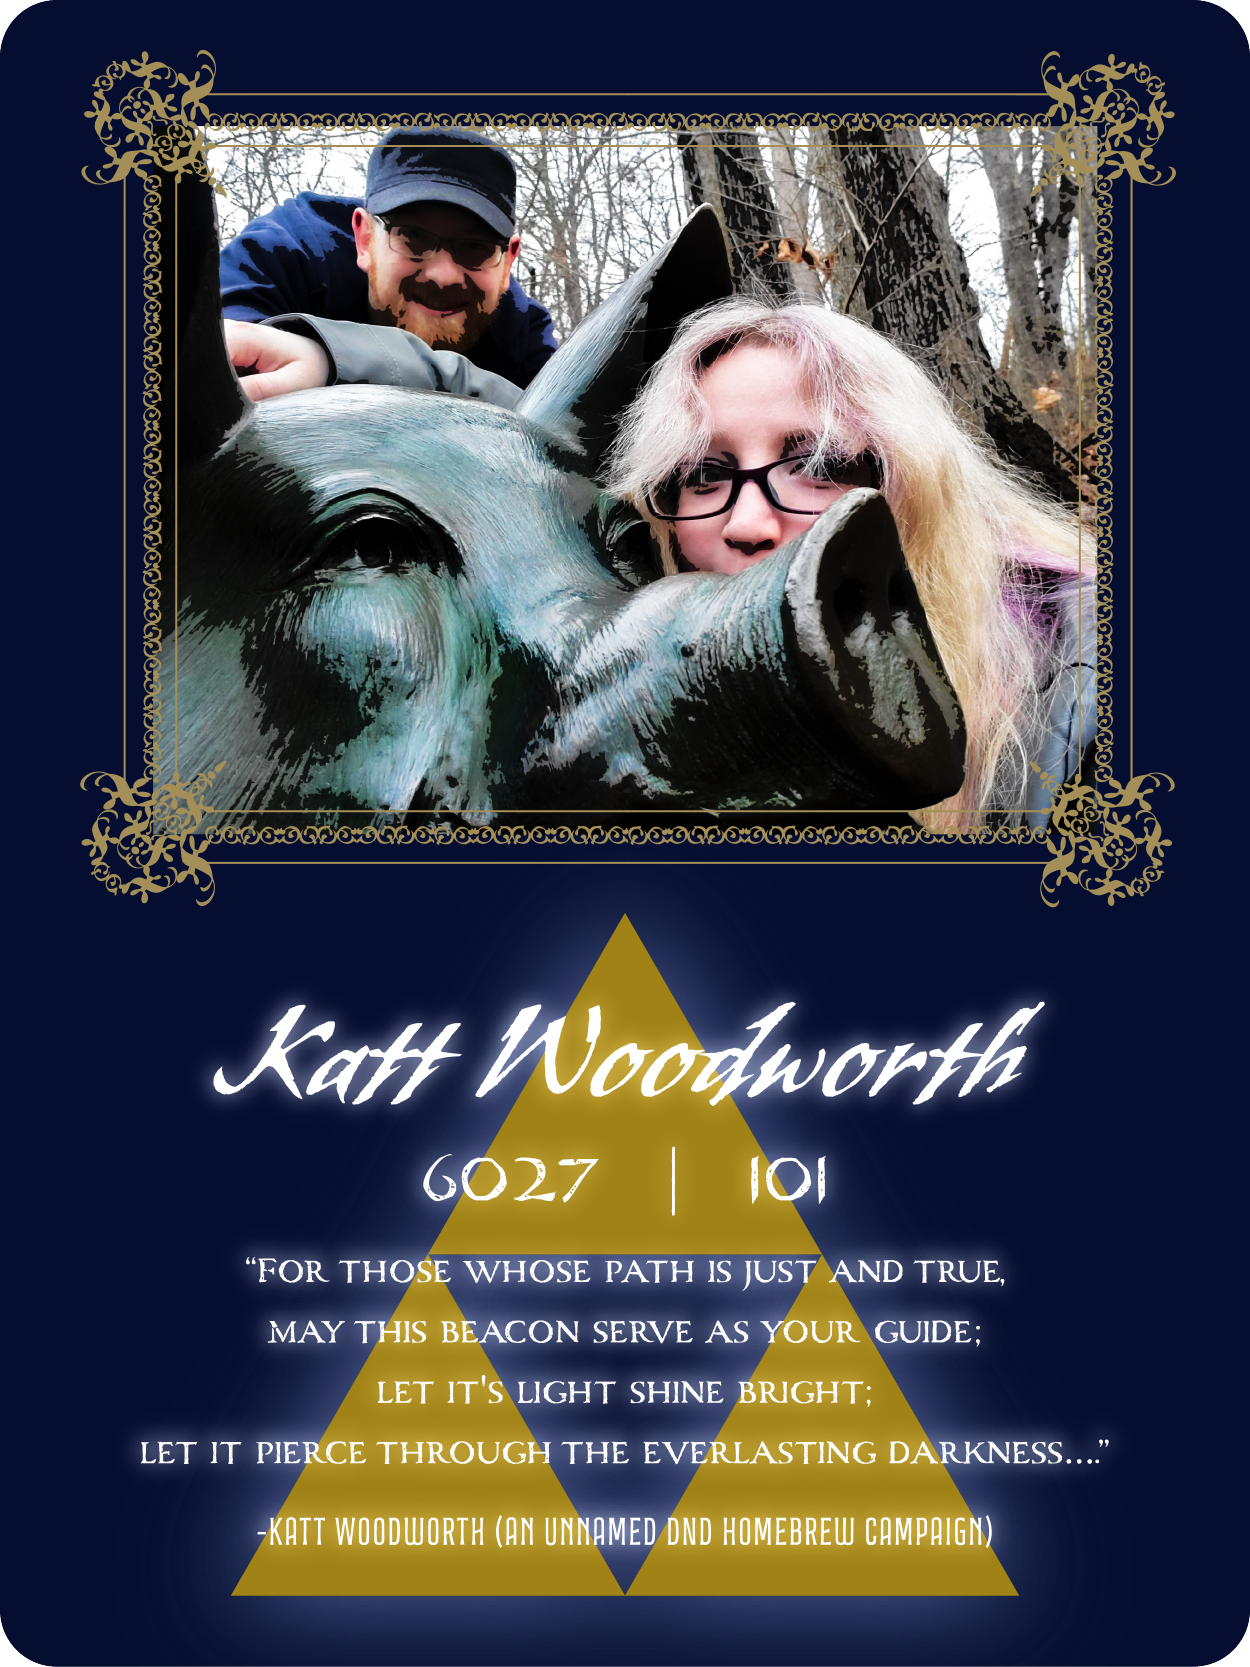 Katt Woodworth
6027 | 101
“For those whose path is just and true,
may this beacon serve as your guide;
let it's light shine bright;
let it pierce through the everlasting darkness....”
-Katt Woodworth (an unnamed DnD homebrew campaign)